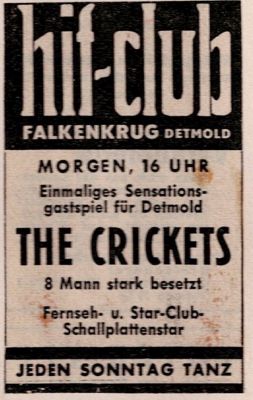 hit-club
FALKENKRUG DETMOLD
MORGEN, 16 UHR
Einmaliges Sensations-
gastspiel für Detmold
THE CRICKETS
8 Mann stark besetzt
Fernseh- u. Star-Club-
Schallplattenstar
JEDEN SONNTAG TANZ